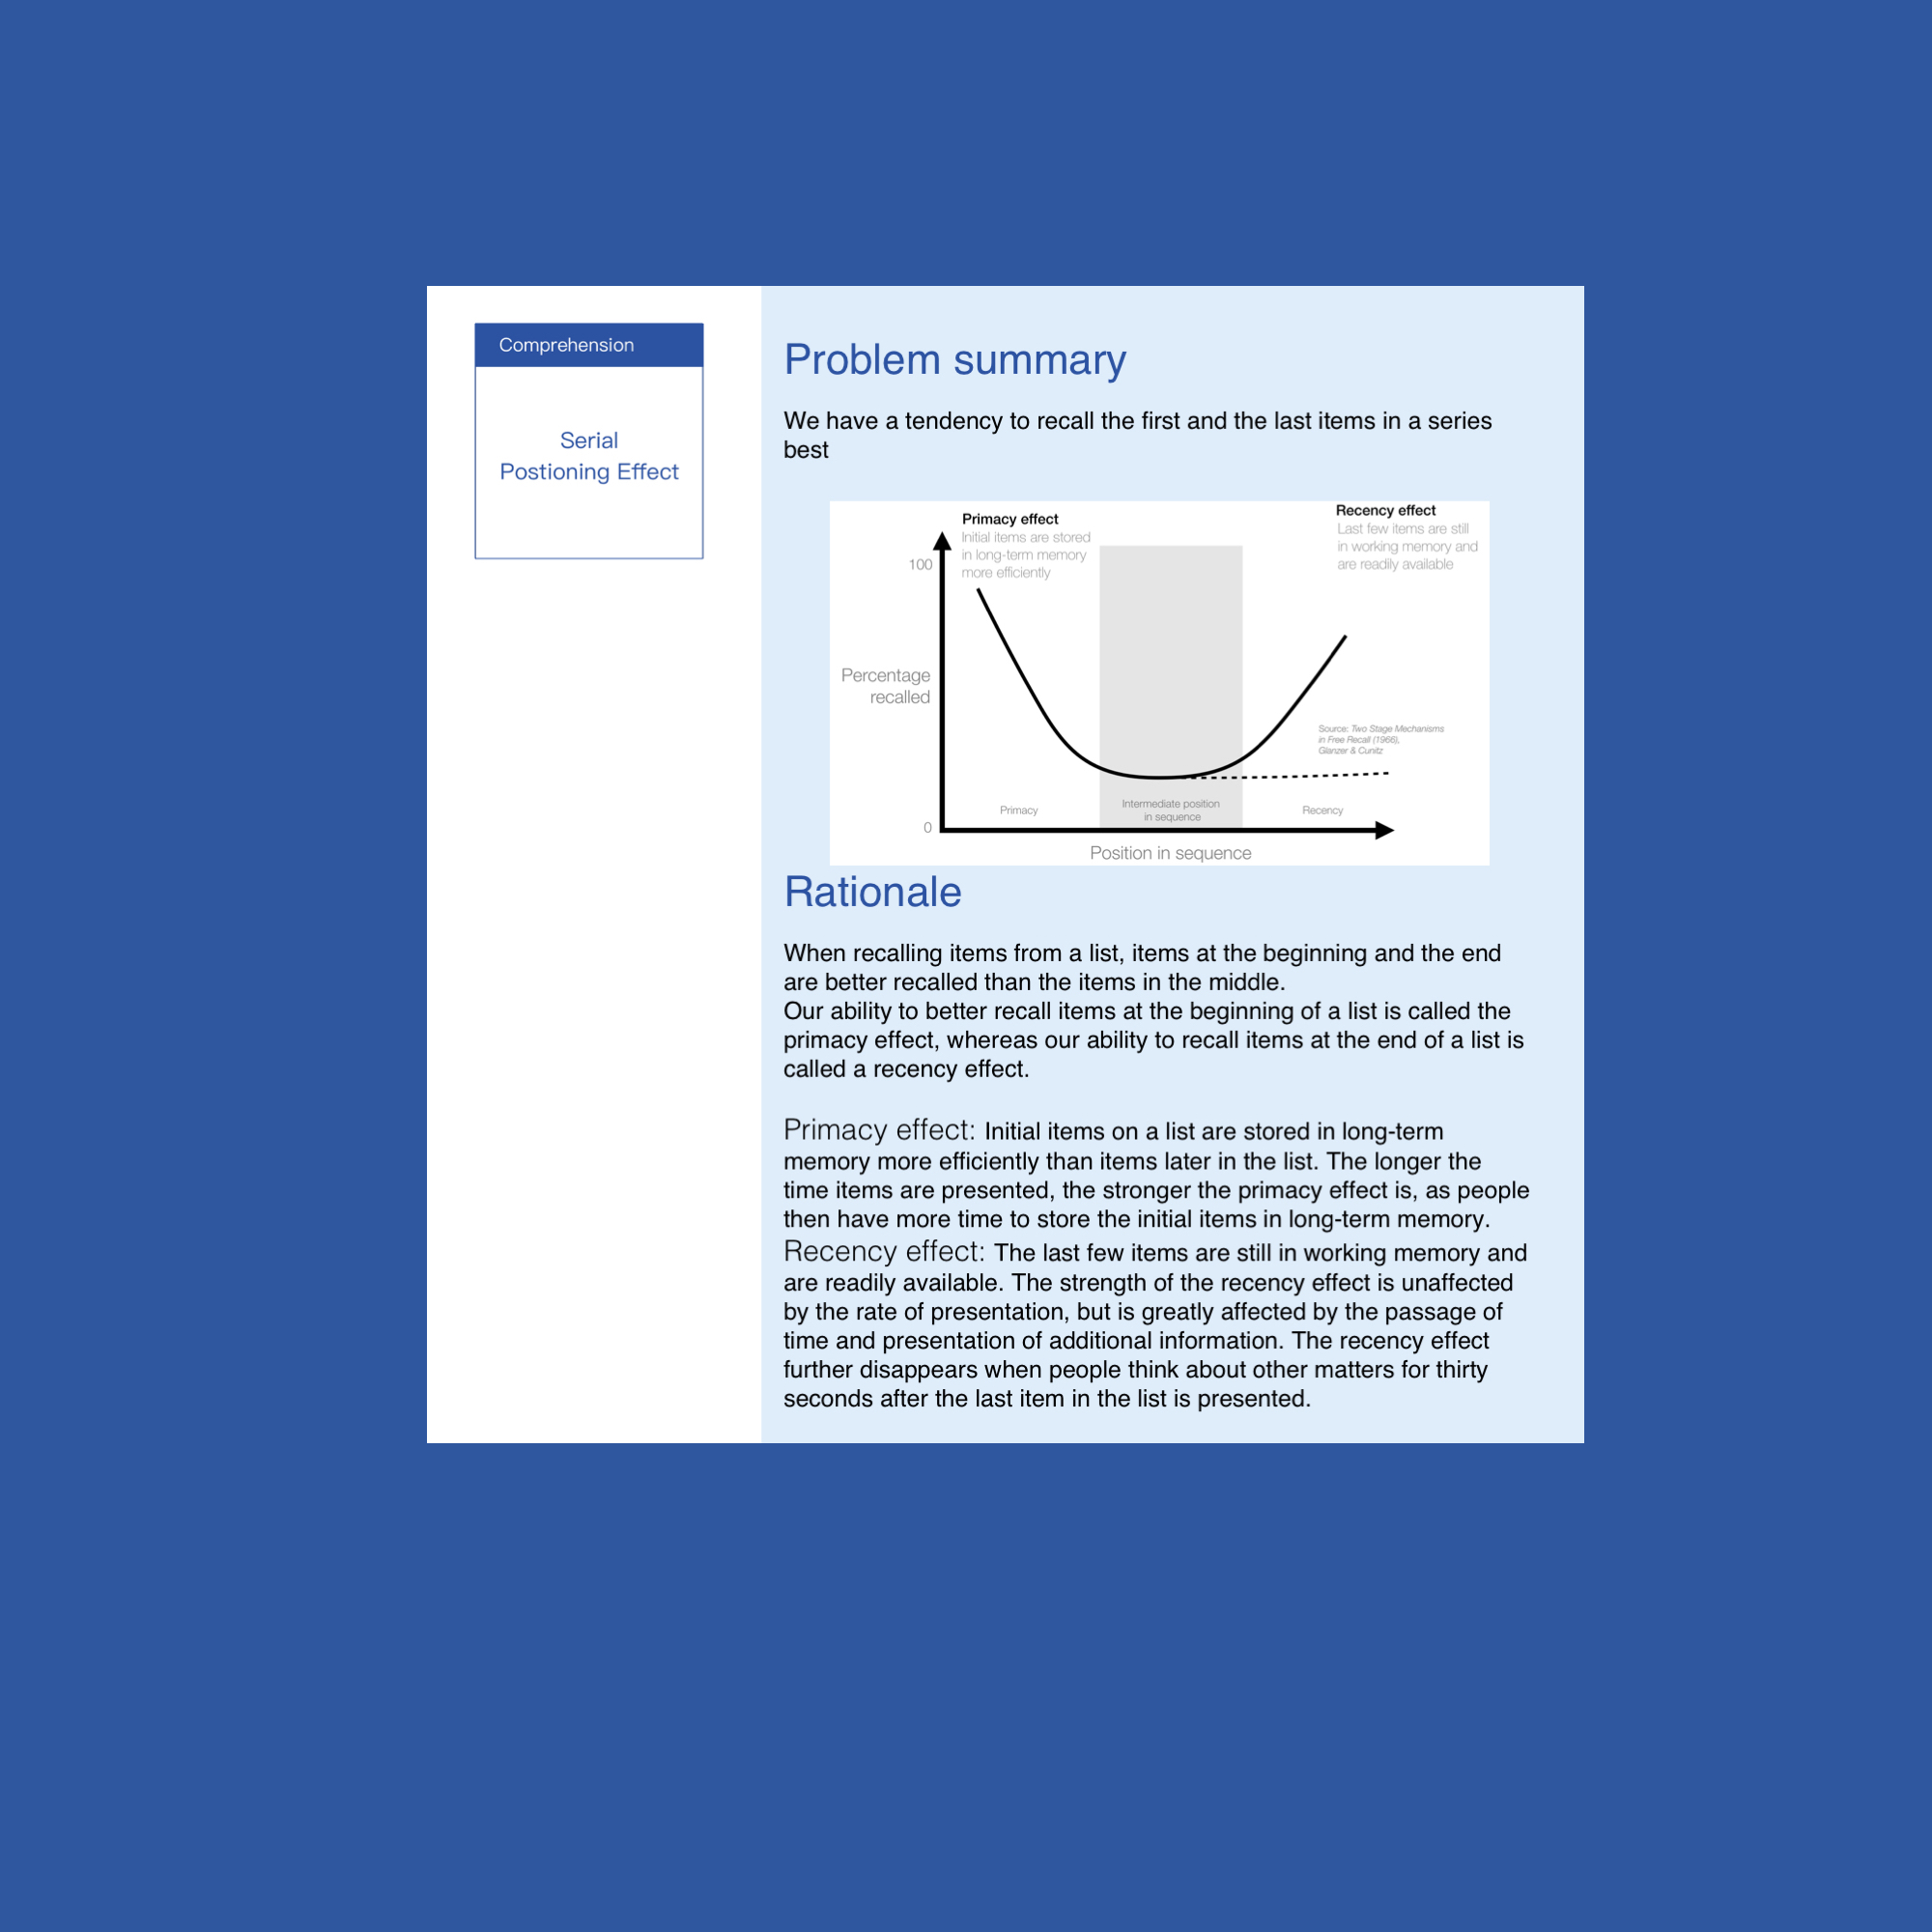 Comprehension
Serial
Postioning Effect
Problem summary
We have a tendency to recall the first and the last items in a series
best
Primacy effect
Initial items are stored
in long-term memory
more efficiently
Recency effect
Last few items are still
in working memory and
are readily available
100
Percentage
recalled
Source: Two Stage Mechanisms
in Free Recall (1966),
Glanzer & Cunitz
Primacy
Intermediate position
in sequence
Recency
0
Position in sequence
Rationale
When recalling items from a list, items at the beginning and the end
are better recalled than the items in the middle.
Our ability to better recall items at the beginning of a list is called the
primacy effect, whereas our ability to recall items at the end of a list is
called a recency effect.
Primacy effect: Initial items on a list are stored in long-term
memory more efficiently than items later in the list. The longer the
time items are presented, the stronger the primacy effect is, as people
then have more time to store the initial items in long-term memory.
Recency effect: The last few items are still in working memory and
are readily available. The strength of the recency effect is unaffected
by the rate of presentation, but is greatly affected by the passage of
time and presentation of additional information. The recency effect
further disappears when people think about other matters for thirty
seconds after the last item in the list is presented.